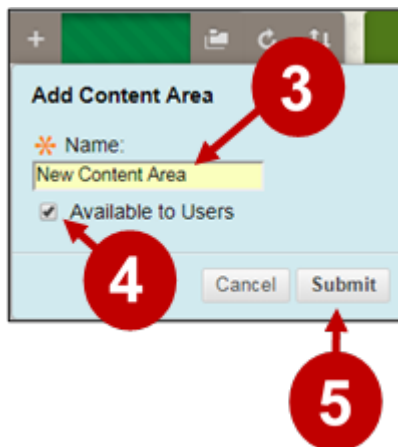 +
Add Content Area
3
* Name:
New Content Area
Available to Users
4
Cancel Submit
5